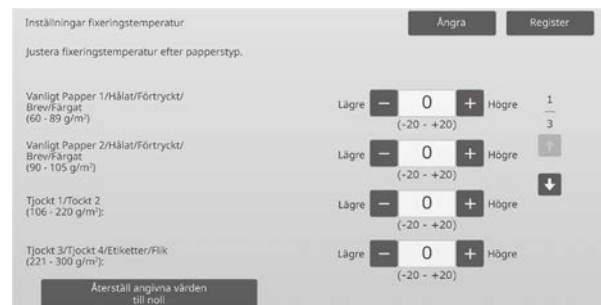 Inställningar fixeringstemperatur
Ångra
Register
Justera fixeringstemperatur efter papperstyp.
Vanligt Papper 1/Hålat/Förtryckt/
Brev/Färgat
(60 - 89 g/m²)
Lägre − 0 + Högre
(-20 - +20)
1
3
Vanligt Papper 2/Hålat/Förtryckt/
Brev/Färgat
(90 - 105 g/m²)
Lägre − 0 + Högre
(-20 - +20)
Tjockt 1/Tockt 2
(106 - 220 g/m²):
Lägre − 0 + Högre
(-20 - +20)
Tjockt 3/Tjockt 4/Etiketter/Flik
(221 - 300 g/m²):
Lägre − 0 + Högre
(-20 - +20)
Återställ angivna värden
till noll